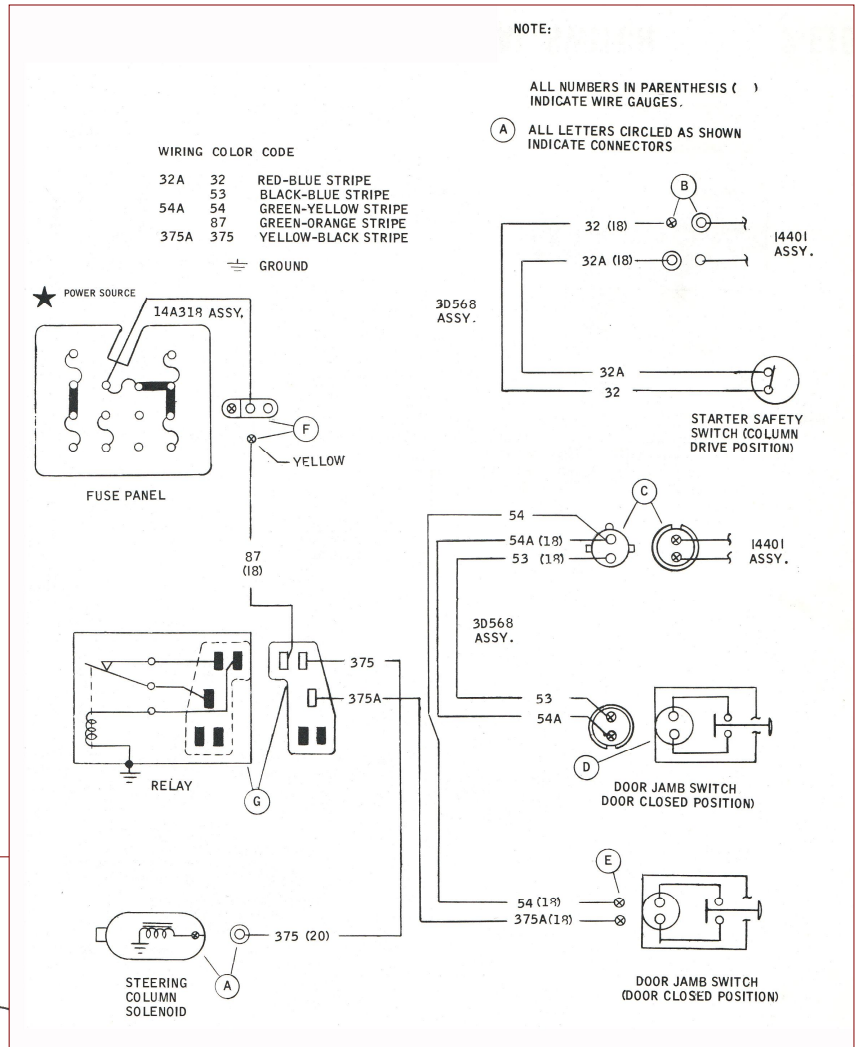 NOTE:
ALL NUMBERS IN PARENTHESIS ( )
INDICATE WIRE GAUGES.
A ALL LETTERS CIRCLED AS SHOWN
INDICATE CONNECTORS
WIRING COLOR CODE
32A 32 RED-BLUE STRIPE
53 BLACK-BLUE STRIPE
54A 54 GREEN-YELLOW STRIPE
87 GREEN-ORANGE STRIPE
375A 375 YELLOW-BLACK STRIPE
GROUND
B
32 (18)
32A (18)
14401
ASSY.
3D568
ASSY.
32A
32
STARTER SAFETY
SWITCH (COLUMN
DRIVE POSITION)
★ POWER SOURCE
14A318 ASSY.
F
YELLOW
FUSE PANEL
87
(18)
C
54
54A (18)
53 (18)
14401
ASSY.
3D568
ASSY.
375
375A
53
54A
D
DOOR JAMB SWITCH
DOOR CLOSED POSITION)
RELAY
G
E
54 (18)
375A(18)
DOOR JAMB SWITCH
(DOOR CLOSED POSITION)
375 (20)
A
STEERING
COLUMN
SOLENOID